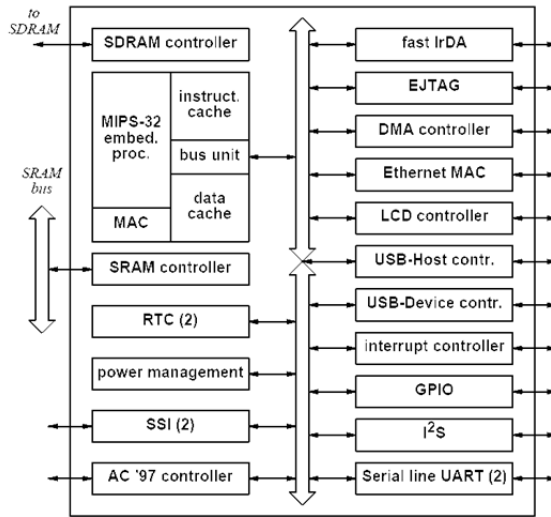 to
SDRAM
SDRAM controller
MIPS-32
embed.
proc.
instruct.
cache
bus unit
data
cache
MAC
SRAM
bus
SRAM controller
RTC (2)
power management
SSI (2)
AC '97 controller
fast IrDA
EJTAG
DMA controller
Ethernet MAC
LCD controller
USB-Host contr.
USB-Device contr.
interrupt controller
GPIO
I²S
Serial line UART (2)